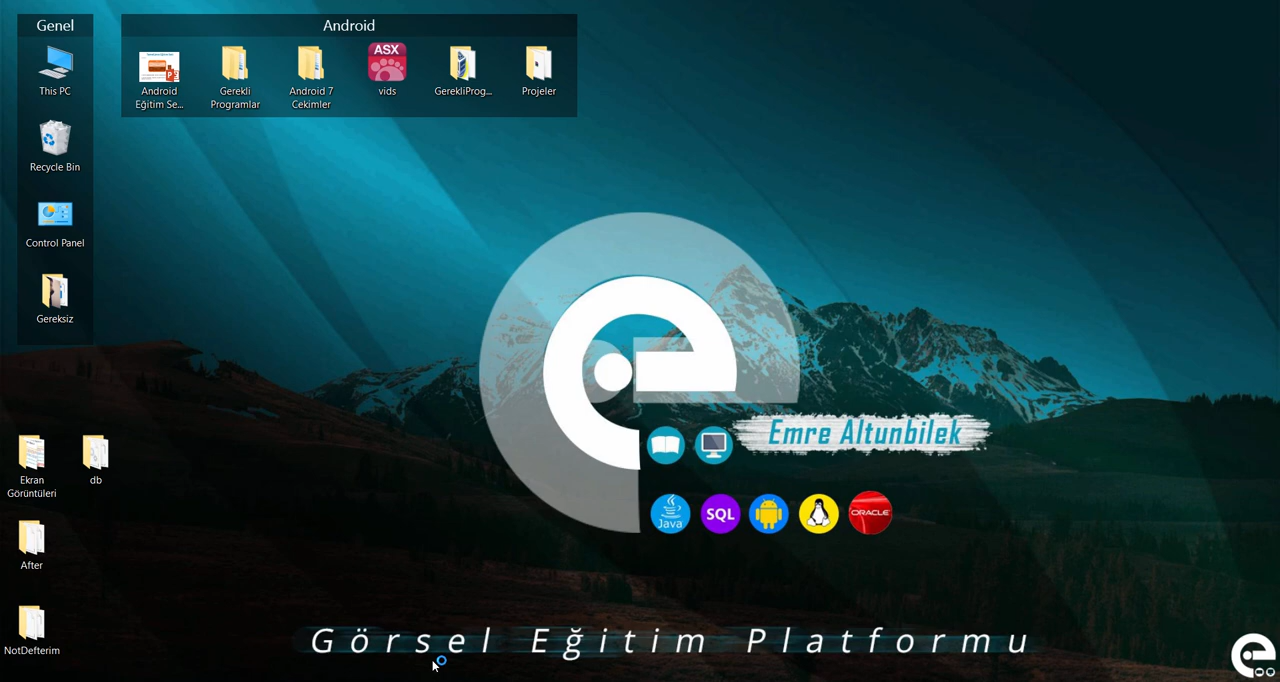 Genel
This PC
Recycle Bin
Control Panel
Gereksiz
Android
Android
Eğitim Se...
Gerekli
Programlar
Android 7
Cekimler
ASX
vids
GerekliProg...
Projeler
Ekran
Görüntüleri
db
After
NotDefterim
Emre Altunbilek
Java
SQL
ORACLE
Görsel Eğitim Platformu